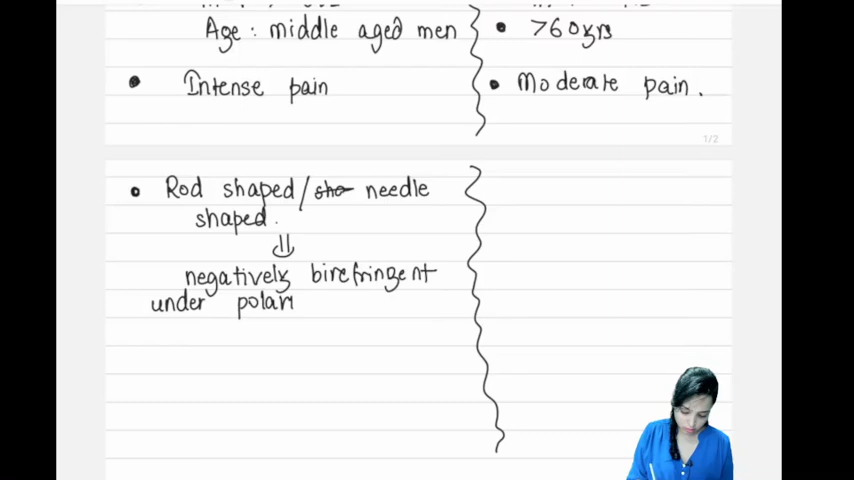 Age : middle aged men
• >60yrs
• Intense pain
• Moderate pain .
1/2
• Rod shaped / needle
shaped .
⇓
negatively birefringent
under polari